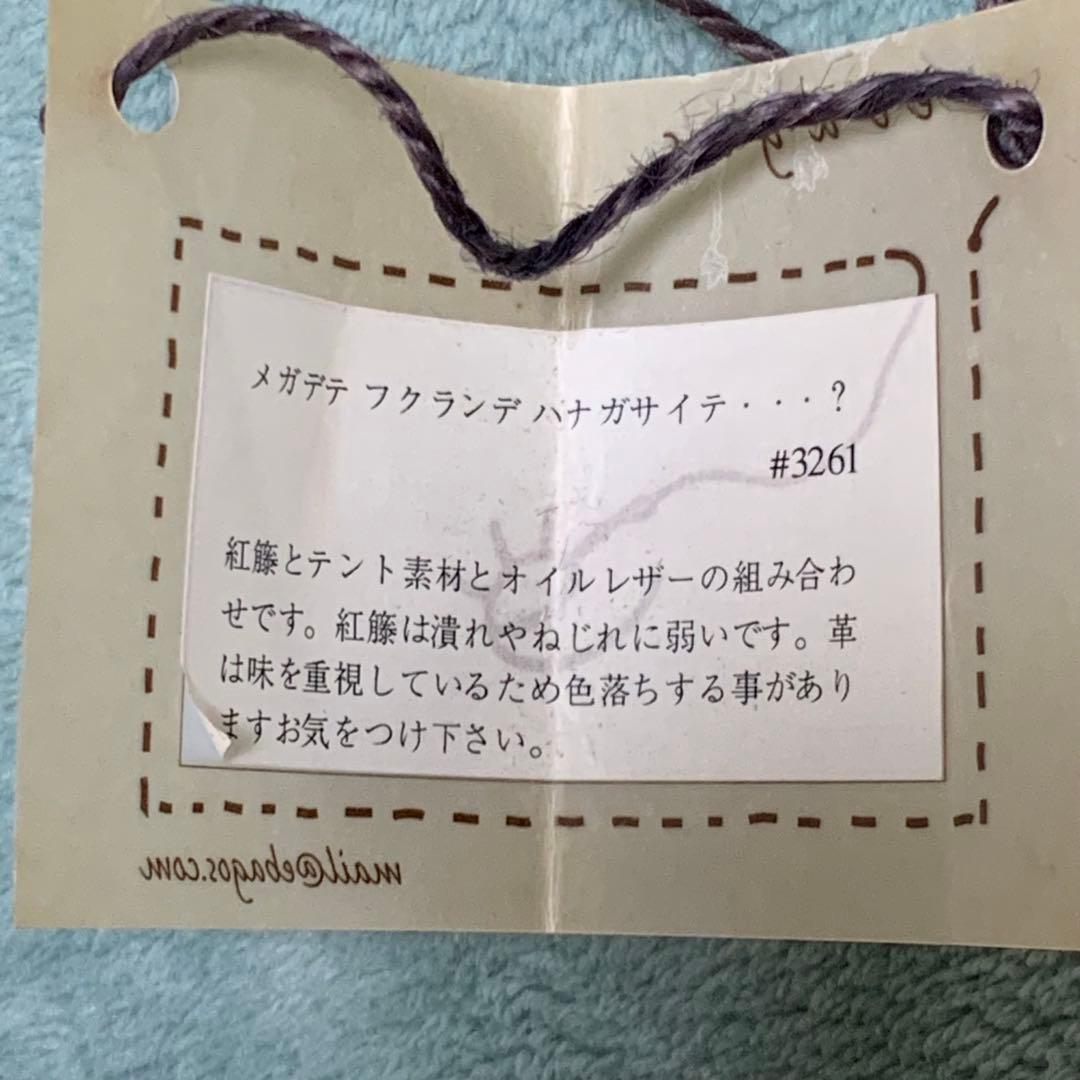 メガデテ フクランデ ハナガサイテ・・・?
#3261
紅籐とテント素材とオイルレザーの組み合わ
せです。紅籐は潰れやねじれに弱いです。革
は味を重視しているため色落ちする事があり
ますお気をつけ下さい。
mail@ebagos.com